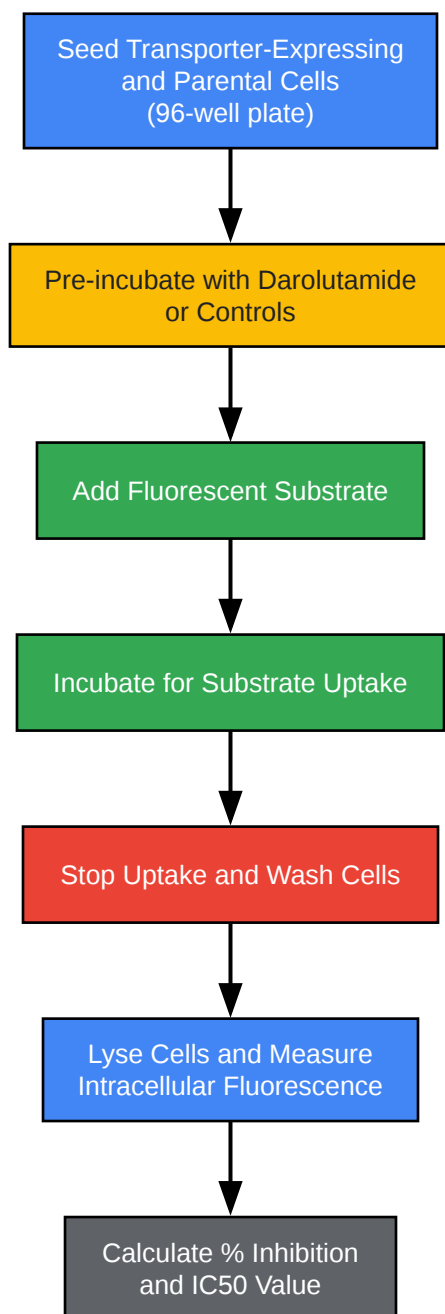 Seed Transporter-Expressing
and Parental Cells
(96-well plate)
Pre-incubate with Darolutamide
or Controls
Add Fluorescent Substrate
Incubate for Substrate Uptake
Stop Uptake and Wash Cells
Lyse Cells and Measure
Intracellular Fluorescence
Calculate % Inhibition
and IC50 Value